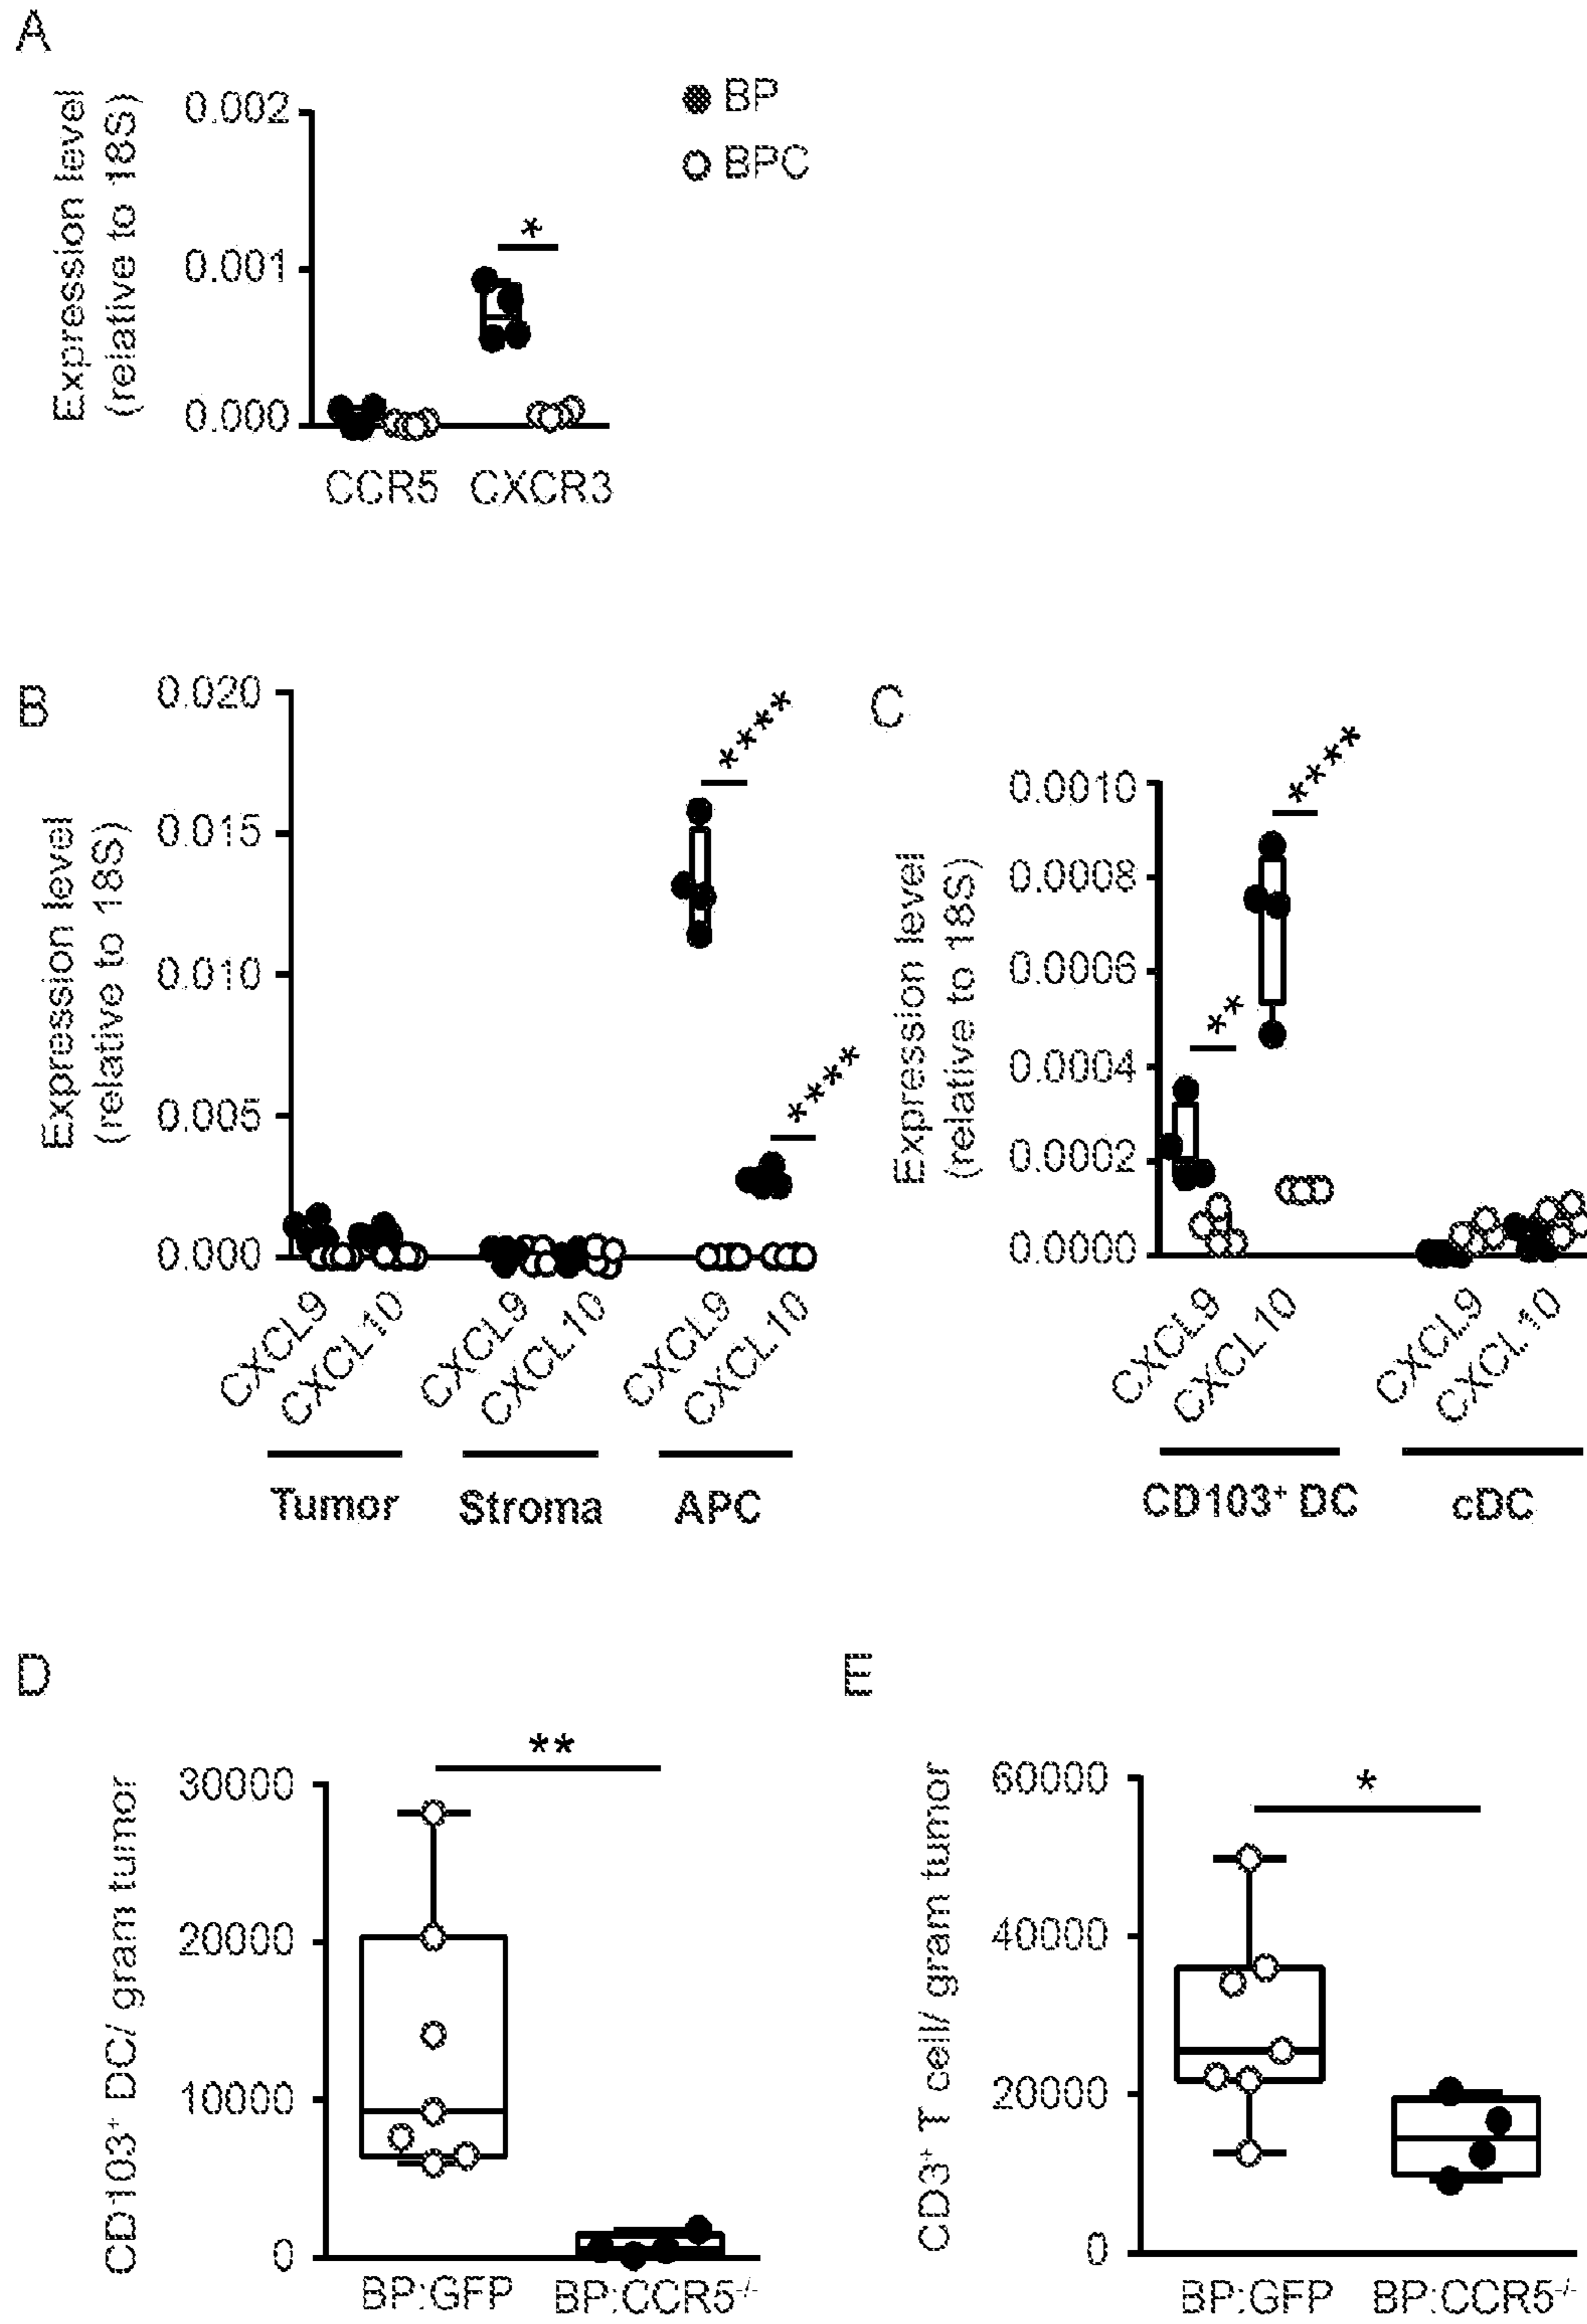 A
Expression level
(relative to 18S)
0.002
0.001
0.000
BP
BPC
*
CCR5 CXCR3
B
Expression level
(relative to 18S)
0.020
0.015
0.010
0.005
0.000
****
****
CXCL9
CXCL10
CXCL9
CXCL10
CXCL9
CXCL10
Tumor Stroma APC
C
Expression level
(relative to 18S)
0.0010
0.0008
0.0006
0.0004
0.0002
0.0000
**
****
CXCL9
CXCL10
CXCL9
CXCL10
CD103⁺ DC cDC
D
CD103⁺ DC/ gram tumor
30000
20000
10000
0
**
BP:GFP BP:CCR5⁻/⁻
E
CD3⁺ T cell/ gram tumor
60000
40000
20000
0
*
BP:GFP BP:CCR5⁻/⁻